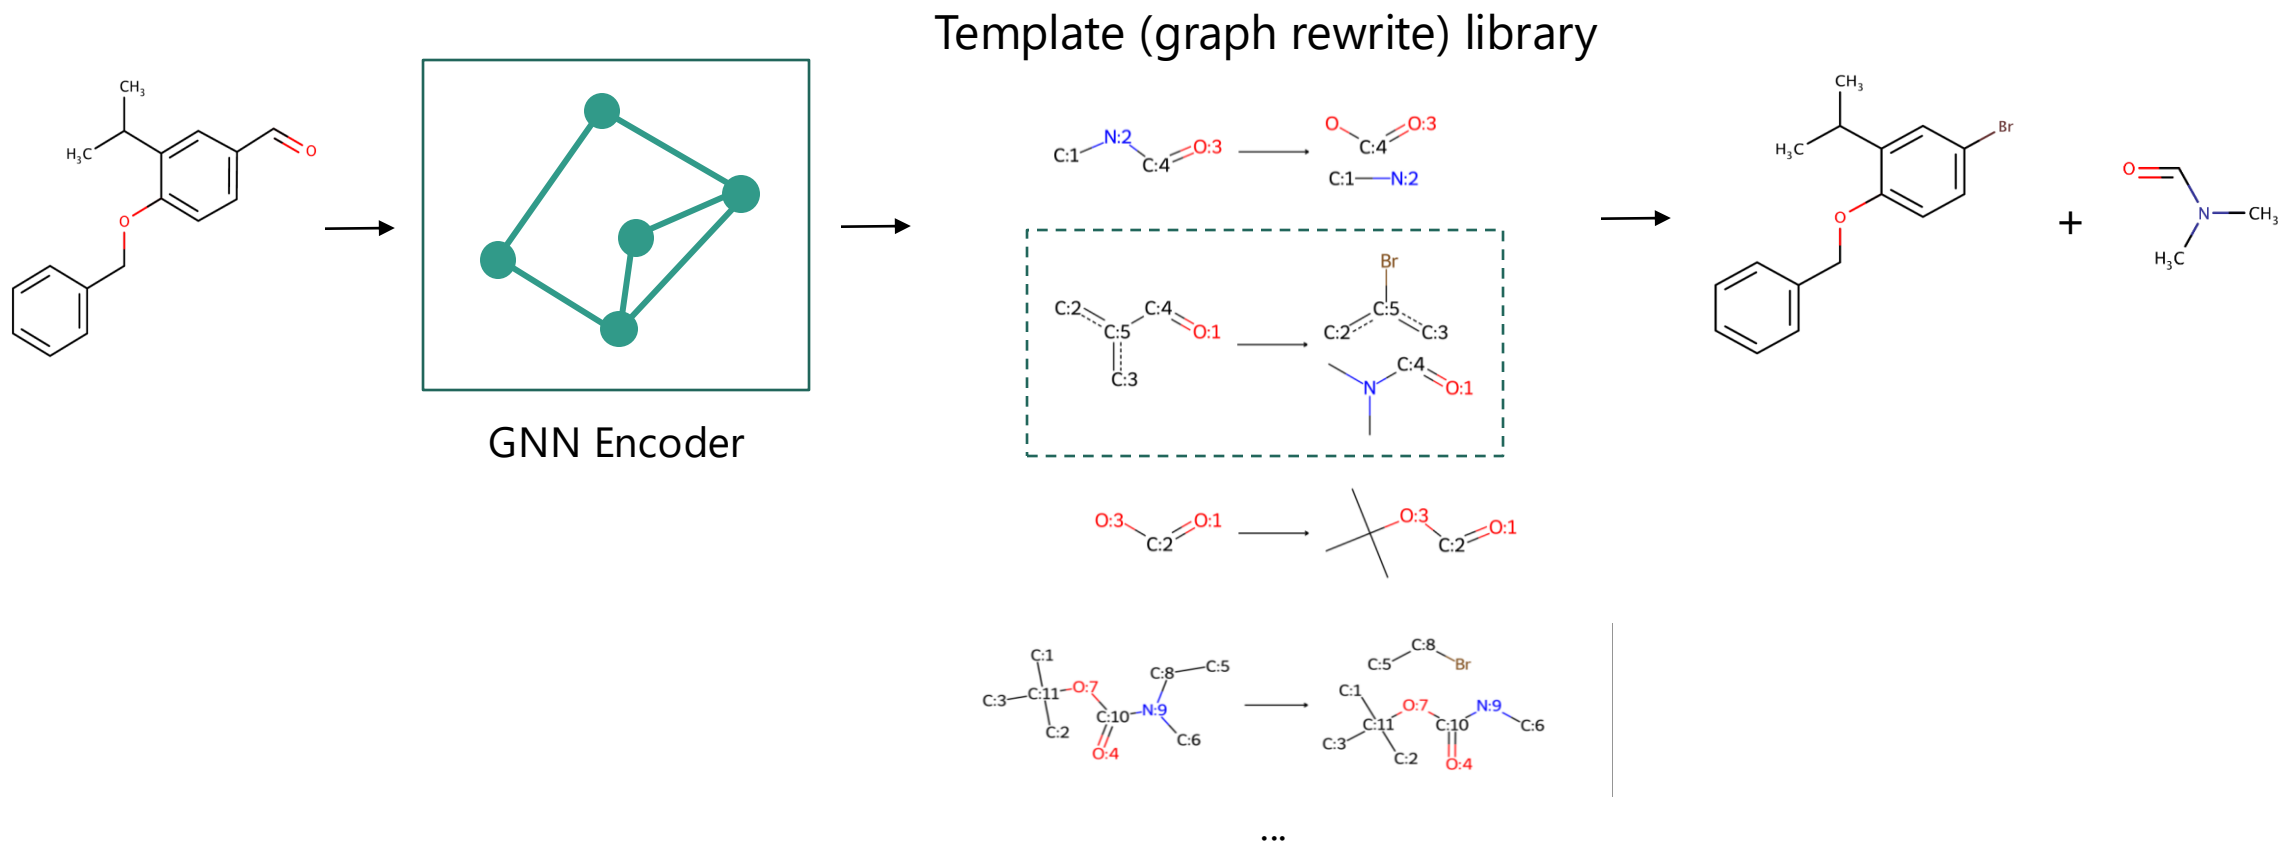 Template (graph rewrite) library
CH₃
H₃C
O
O
GNN Encoder
C:1 N:2 C:4 O:3
O C:4 O:3
C:1 N:2
C:2 C:5 C:4 O:1
C:3
Br
C:2 C:5 C:3
N C:4 O:1
O:3 C:2 O:1
O:3 C:2 O:1
C:1
C:3 C:11 O:7 C:10 N:9 C:8 C:5
C:2 O:4 C:6
C:5 C:8 Br
C:1
C:3 C:11 O:7 C:10 N:9 C:6
C:2 O:4
...
CH₃
H₃C
Br
O
+
O
N CH₃
H₃C